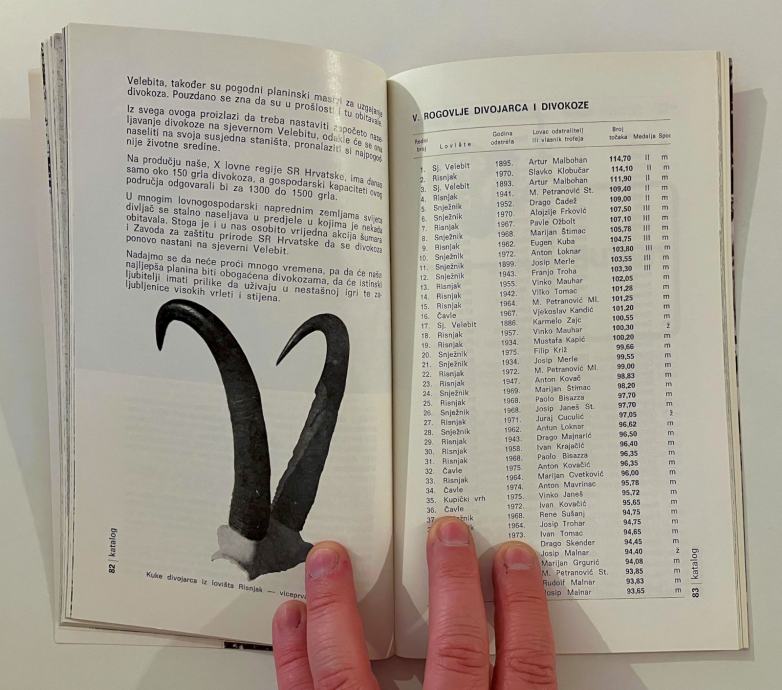 Velebita, također su pogodni planinski masivi za uzgajanje
divokoza. Pouzdano se zna da su u prošlosti i tu obitavale.
Iz svega ovoga proizlazi da treba nastaviti započeto nase-
ljavanje divokoze na sjevernom Velebitu, odakle će se ona
naseliti na svoja susjedna staništa, pronalaziti si najpogod-
nije životne sredine.
Na području naše, X lovne regije SR Hrvatske, ima danas
samo oko 150 grla divokoza, a gospodarski kapaciteti ovog
područja odgovarali bi za 1300 do 1500 grla.
U mnogim lovnogospodarski naprednim zemljama svijeta
divljač se stalno naseljava u predjele u kojima je nekada
obitavala. Stoga je i u nas osobito vrijedna akcija šumara
i Zavoda za zaštitu prirode SR Hrvatske da se divokoza
ponovo nastani na sjeverni Velebit.
Nadajmo se da neće proći mnogo vremena, pa da će naša
najljepša planina biti obogaćena divokozama, da će istinski
ljubitelji imati prilike da uživaju u nestašnoj igri te za-
ljubljenice visokih vrleti i stijena.
Kuke divojarca iz lovišta Risnjak — viceprva
82 | katalog
V. ROGOVLJE DIVOJARCA I DIVOKOZE
Redni broj Lovište Godina odstrela Lovac odstralitelj ili vlasnik trofeja Broj točaka Medalja Spol
1. Sj. Velebit 1895. Artur Malbohan 114,70 II m
2. Risnjak 1970. Slavko Klobučar 114,10 II m
3. Sj. Velebit 1893. Artur Malbohan 111,90 II m
4. Risnjak 1941. M. Petranović St. 109,40 II m
5. Snježnik 1952. Drago Čadež 109,00 II m
6. Snježnik 1970. Alojzije Frković 107,50 III m
7. Risnjak 1967. Pavle Ožbolt 107,10 III m
8. Snježnik 1968. Marijan Štimac 105,78 III m
9. Risnjak 1962. Eugen Kuba 104,75 III m
10. Snježnik 1972. Anton Loknar 103,80 III m
11. Snježnik 1899. Josip Merle 103,55 III m
12. Snježnik 1943. Franjo Troha 103,30 III m
13. Risnjak 1955. Vinko Mauhar 102,05 m
14. Risnjak 1942. Vilko Tomac 101,28 m
15. Risnjak 1964. M. Petranović Ml. 101,25 m
16. Čavle 1967. Vjekoslav Kandić 101,20 m
17. Sj. Velebit 1886. Karmelo Zajc 100,55 m
18. Risnjak 1957. Vinko Mauhar 100,30 ž
19. Risnjak 1934. Mustafa Kapić 100,20 m
20. Snježnik 1975. Filip Križ 99,66 m
21. Snježnik 1934. Josip Merle 99,55 m
22. Risnjak 1972. M. Petranović Ml. 99,00 m
23. Risnjak 1947. Anton Kovač 98,83 m
24. Snježnik 1969. Marijan Štimac 98,20 m
25. Risnjak 1968. Paolo Bisazza 97,70 m
26. Snježnik 1968. Josip Janeš St. 97,70 m
27. Risnjak 1971. Juraj Cuculić 97,05 ž
28. Snježnik 1962. Antun Loknar 96,62 m
29. Risnjak 1943. Drago Majnarić 96,50 m
30. Risnjak 1958. Ivan Krajačić 96,40 m
31. Risnjak 1968. Paolo Bisazza 96,35 m
32. Čavle 1975. Anton Kovačić 96,35 m
33. Risnjak 1964. Marijan Cvetković 96,00 m
34. Čavle 1974. Anton Mavrinac 95,78 m
35. Kupički vrh 1975. Vinko Janeš 95,72 m
36. Čavle 1972. Ivan Kovačić 95,65 m
37. 1968. Rene Sušanj 94,75 m
1964. Josip Trohar 94,75 m
1973. Ivan Tomac 94,65 m
Drago Skender 94,45 m
Josip Malnar 94,40 ž
Marijan Grgurić 94,08 m
M. Petranović St. 93,85 m
Rudolf Malnar 93,83 m
Josip Malnar 93,65 m
83 | katalog